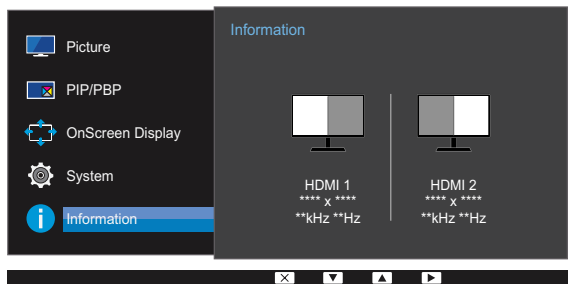 Picture
PIP/PBP
OnScreen Display
System
Information
Information
HDMI 1
**** x ****
**kHz **Hz
HDMI 2
**** x ****
**kHz **Hz